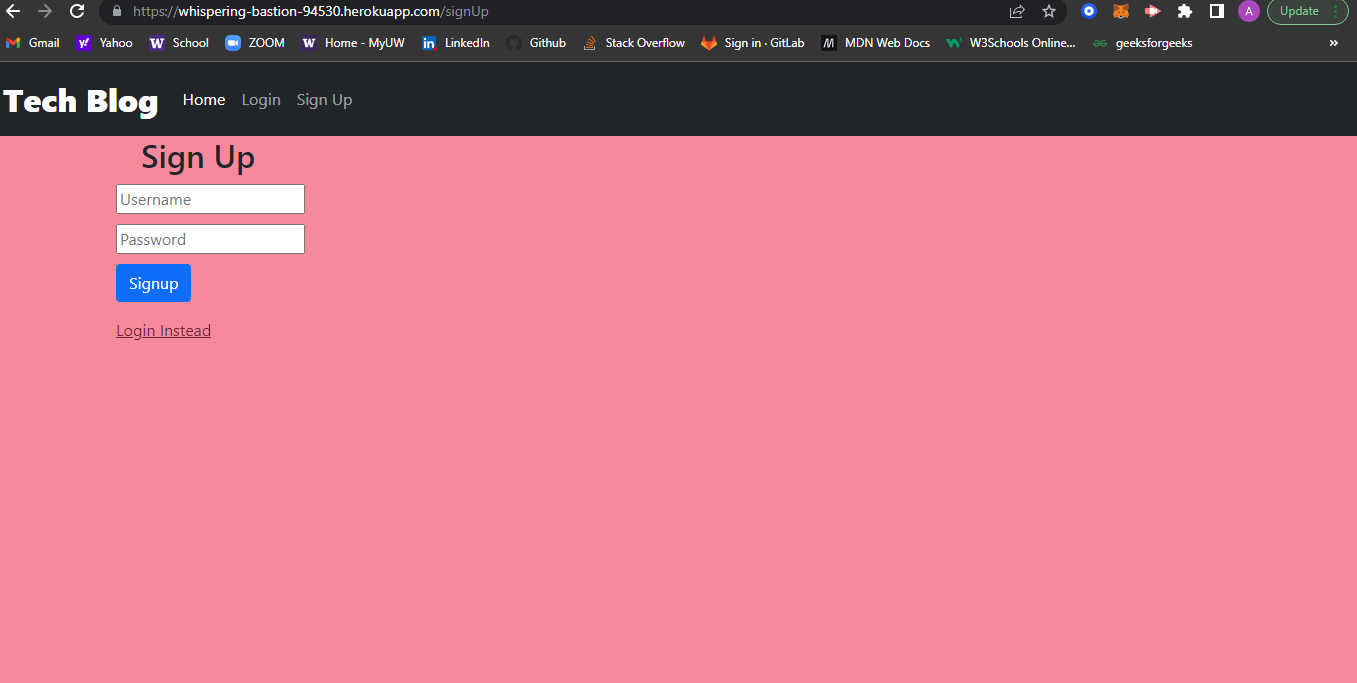 https://whispering-bastion-94530.herokuapp.com/signUp A Update
Gmail Yahoo W School ZOOM W Home - MyUW in LinkedIn Github Stack Overflow Sign in · GitLab M MDN Web Docs W3Schools Online... geeksforgeeks »
Tech Blog Home Login Sign Up
Sign Up
Username
Password
Signup
Login Instead